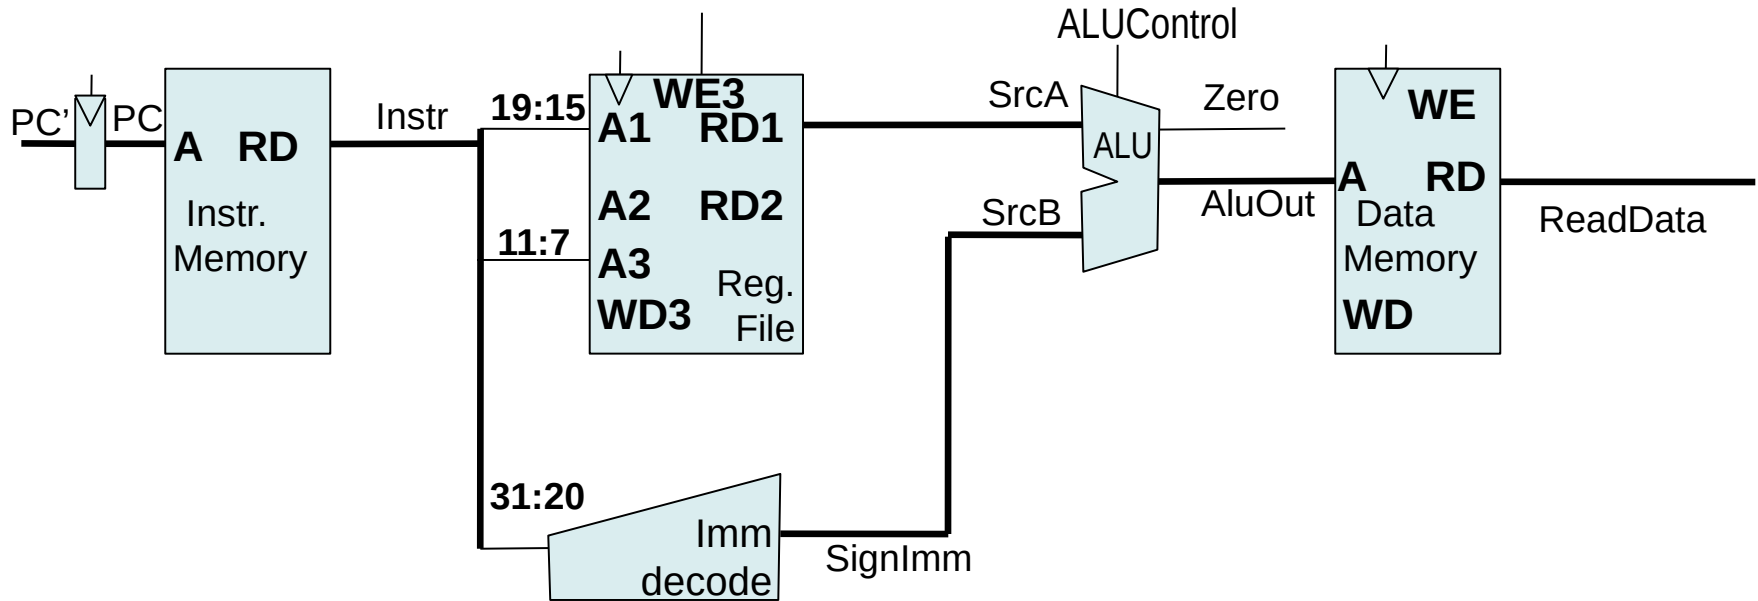 ALUControl
PC’
PC
A RD
Instr.
Memory
Instr
19:15
11:7
31:20
WE3
A1 RD1
A2 RD2
A3
WD3
Reg.
File
Imm
decode
SignImm
SrcA
SrcB
ALU
Zero
AluOut
WE
A RD
Data
Memory
WD
ReadData